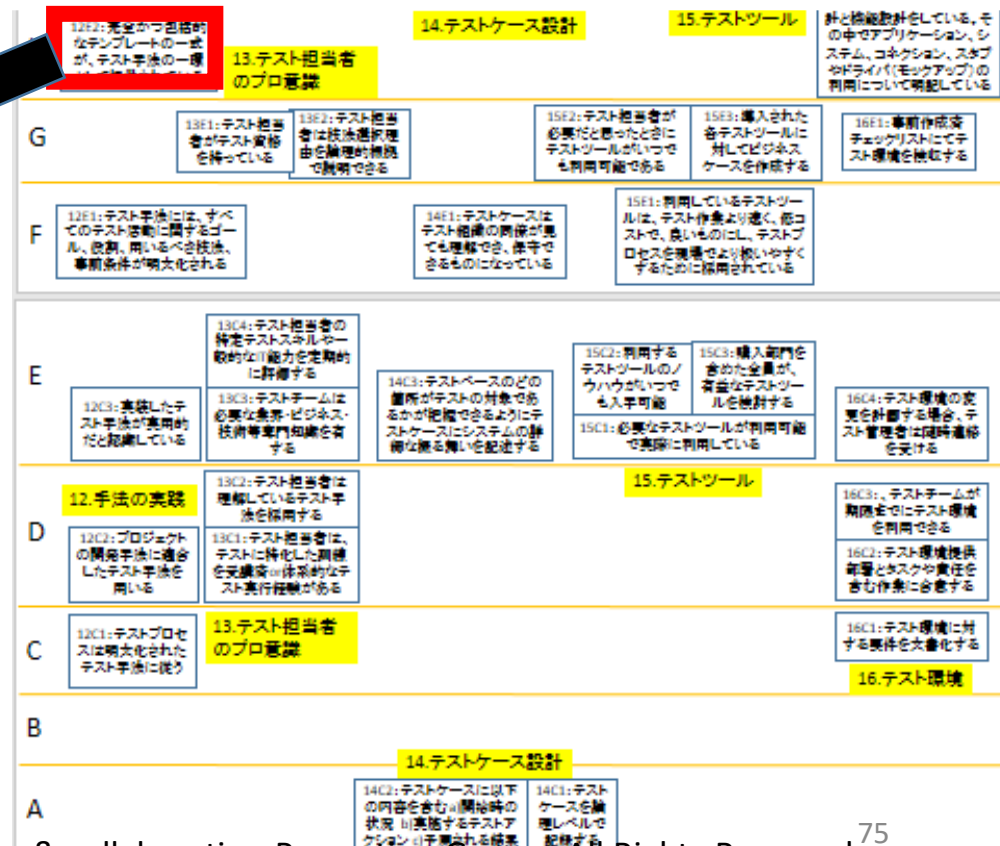 12E2:完全かつ包括的
なテンプレートの一式
が、テスト手法の一環
13.テスト担当者
のプロ意識
14.テストケース設計
15.テストツール
計と機能設計をしている。そ
の中でアプリケーション、シ
ステム、コネクション、スタブ
やドライバ(モックアップ)の
利用について明記している
G
13E1:テスト担当
者がテスト資格
を持っている
13E2:テスト担当
者は技法選択理
由を論理的根拠
で説明できる
15E2:テスト担当者が
必要だと思ったときに
テストツールがいつで
も利用可能である
15E3:導入された
各テストツールに
対してビジネス
ケースを作成する
16E1:事前作成済
チェックリストにてテ
スト環境を検収する
F
12E1:テスト手法には、すべ
てのテスト活動に関するゴー
ル、役割、用いるべき技法、
事前条件が明文化される
14E1:テストケースは
テスト組織の同僚が見
ても理解でき、保守で
きるものになっている
15E1:利用しているテストツー
ルは、テスト作業より速く、低コ
ストで、良いものにし、テストプ
ロセスを現場でより扱いやすく
するために採用されている
E
13C4:テスト担当者の
特定テストスキルや一
般的なIT能力を定期的
に評価する
12C3:実装したテ
スト手法が実用的
だと認識している
13C3:テストチームは
必要な業界・ビジネス・
技術等専門知識を有
する
14C3:テストベースのどの
箇所がテストの対象であ
るかが把握できるようにテ
ストケースにシステムの詳
細な振る舞いを記述する
15C2:利用する
テストツールのノ
ウハウがいつで
も入手可能
15C3:購入部門を
含めた全員が、
有益なテストツー
ルを検討する
15C1:必要なテストツールが利用可能
で実際に利用している
16C4:テスト環境の変
更を計画する場合、テ
スト管理者は随時連絡
を受ける
D
12.手法の実践
13C2:テスト担当者は
理解しているテスト手
法を採用する
15.テストツール
16C3:、テストチームが
期限までにテスト環境
を利用できる
12C2:プロジェクト
の開発手法に適合
したテスト手法を
用いる
13C1:テスト担当者は、
テストに特化した訓練
を受講済or体系的なテ
スト実行経験がある
16C2:テスト環境提供
部署とタスクや責任を
含む作業に合意する
C
12C1:テストプロセ
スは明文化された
テスト手法に従う
13.テスト担当者
のプロ意識
16C1:テスト環境に対
する要件を文書化する
16.テスト環境
B
14.テストケース設計
A
14C2:テストケースに以下
の内容を含む a)開始時の
状況 b)実施するテストア
クション c)予測される結果
14C1:テスト
ケースを論
理レベルで
記録する
75